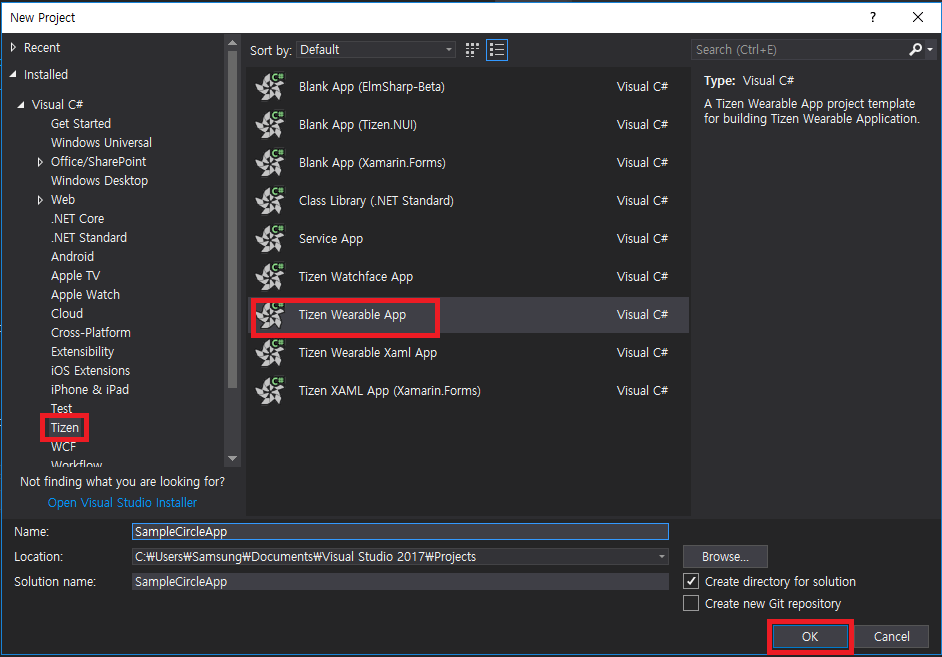 New Project
?
Recent
Installed
Visual C#
Get Started
Windows Universal
Office/SharePoint
Windows Desktop
Web
.NET Core
.NET Standard
Android
Apple TV
Apple Watch
Cloud
Cross-Platform
Extensibility
iOS Extensions
iPhone & iPad
Test
Tizen
WCF
Workflow
Not finding what you are looking for?
Open Visual Studio Installer
Sort by: Default
Blank App (ElmSharp-Beta) Visual C#
Blank App (Tizen.NUI) Visual C#
Blank App (Xamarin.Forms) Visual C#
Class Library (.NET Standard) Visual C#
Service App Visual C#
Tizen Watchface App Visual C#
Tizen Wearable App Visual C#
Tizen Wearable Xaml App Visual C#
Tizen XAML App (Xamarin.Forms) Visual C#
Search (Ctrl+E)
Type: Visual C#
A Tizen Wearable App project template
for building Tizen Wearable Application.
Name: SampleCircleApp
Location: C:₩Users₩Samsung₩Documents₩Visual Studio 2017₩Projects
Browse...
Solution name: SampleCircleApp
Create directory for solution
Create new Git repository
OK
Cancel